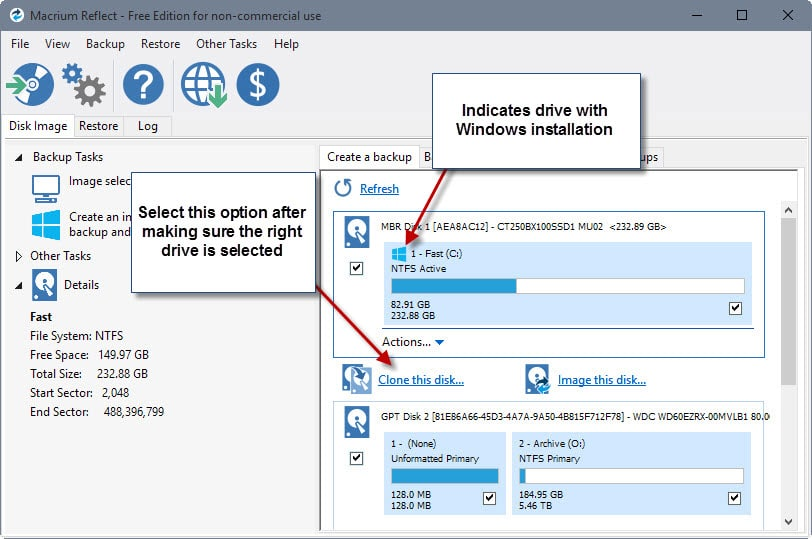 Macrium Reflect - Free Edition for non-commercial use
File View Backup Restore Other Tasks Help
Disk Image Restore Log
Indicates drive with
Windows installation
Backup Tasks
Image selec
Create an in
backup and
Other Tasks
Details
Fast
File System: NTFS
Free Space: 149.97 GB
Total Size: 232.88 GB
Start Sector: 2,048
End Sector: 488,396,799
Select this option after
making sure the right
drive is selected
Create a backup B ups
Refresh
MBR Disk 1 [AEA8AC12] - CT250BX100SSD1 MU02 <232.89 GB>
1 - Fast (C:)
NTFS Active
82.91 GB
232.88 GB
Actions...
Clone this disk... Image this disk...
GPT Disk 2 [81E86A66-45D3-4A7A-9A50-4B815F712F78] - WDC WD60EZRX-00MVLB1 80.0
1 - (None)
Unformatted Primary
128.0 MB
128.0 MB
2 - Archive (O:)
NTFS Primary
184.95 GB
5.46 TB